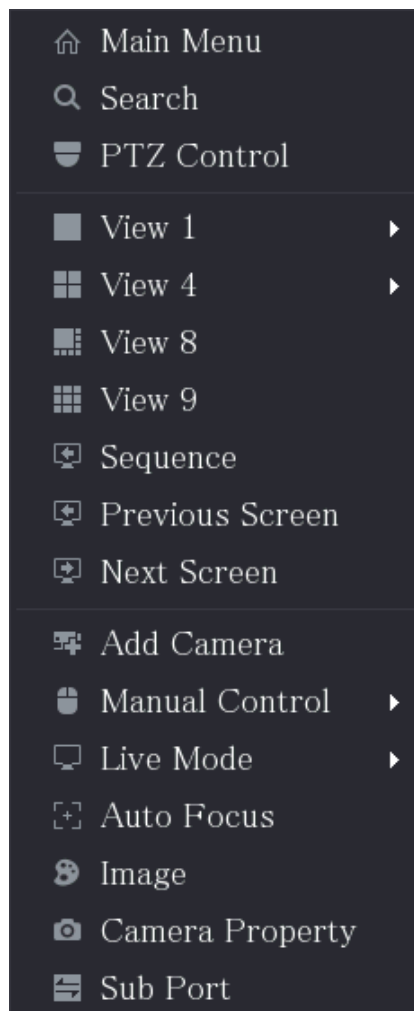 Main Menu
Search
PTZ Control
View 1
View 4
View 8
View 9
Sequence
Previous Screen
Next Screen
Add Camera
Manual Control
Live Mode
Auto Focus
Image
Camera Property
Sub Port